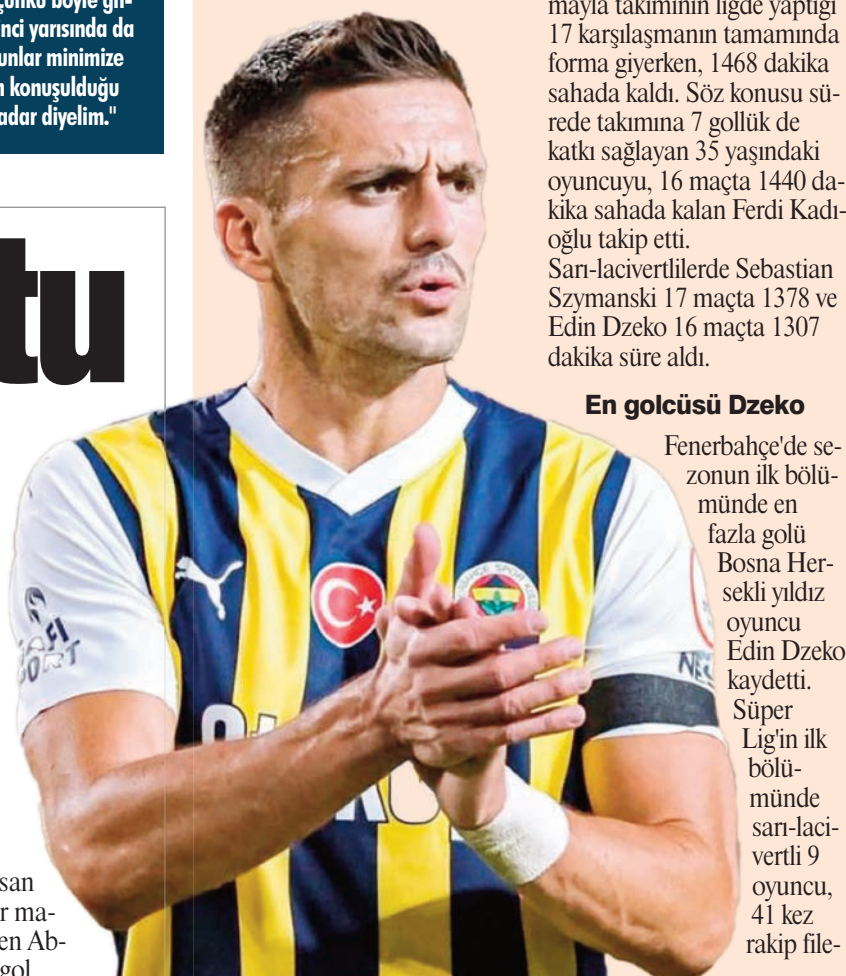 çünkü böyle gi-
nci yarısında da
unlar minimize
n konuşulduğu
adar diyelim."
tu
san
r ma-
en Ab-
gol
mayla takımının ligde yaptığı
17 karşılaşmanın tamamında
forma giyerken, 1468 dakika
sahada kaldı. Söz konusu sü-
rede takımına 7 gollük de
katkı sağlayan 35 yaşındaki
oyuncuyu, 16 maçta 1440 da-
kika sahada kalan Ferdi Kadı-
oğlu takip etti.
Sarı-lacivertlilerde Sebastian
Szymanski 17 maçta 1378 ve
Edin Dzeko 16 maçta 1307
dakika süre aldı.
En golcüsü Dzeko
Fenerbahçe'de se-
zonun ilk bölü-
münde en
fazla golü
Bosna Her-
sekli yıldız
oyuncu
Edin Dzeko
kaydetti.
Süper
Lig'in ilk
bölü-
münde
sarı-laci-
vertli 9
oyuncu,
41 kez
rakip file-